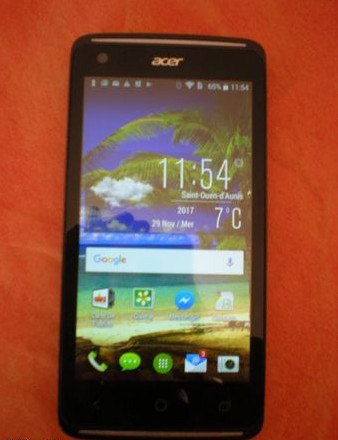 acer
65% 11:54
11:54
Saint-Ouen-d'Aunis
2017
29 Nov / Mer
7°C
Google
Messenger